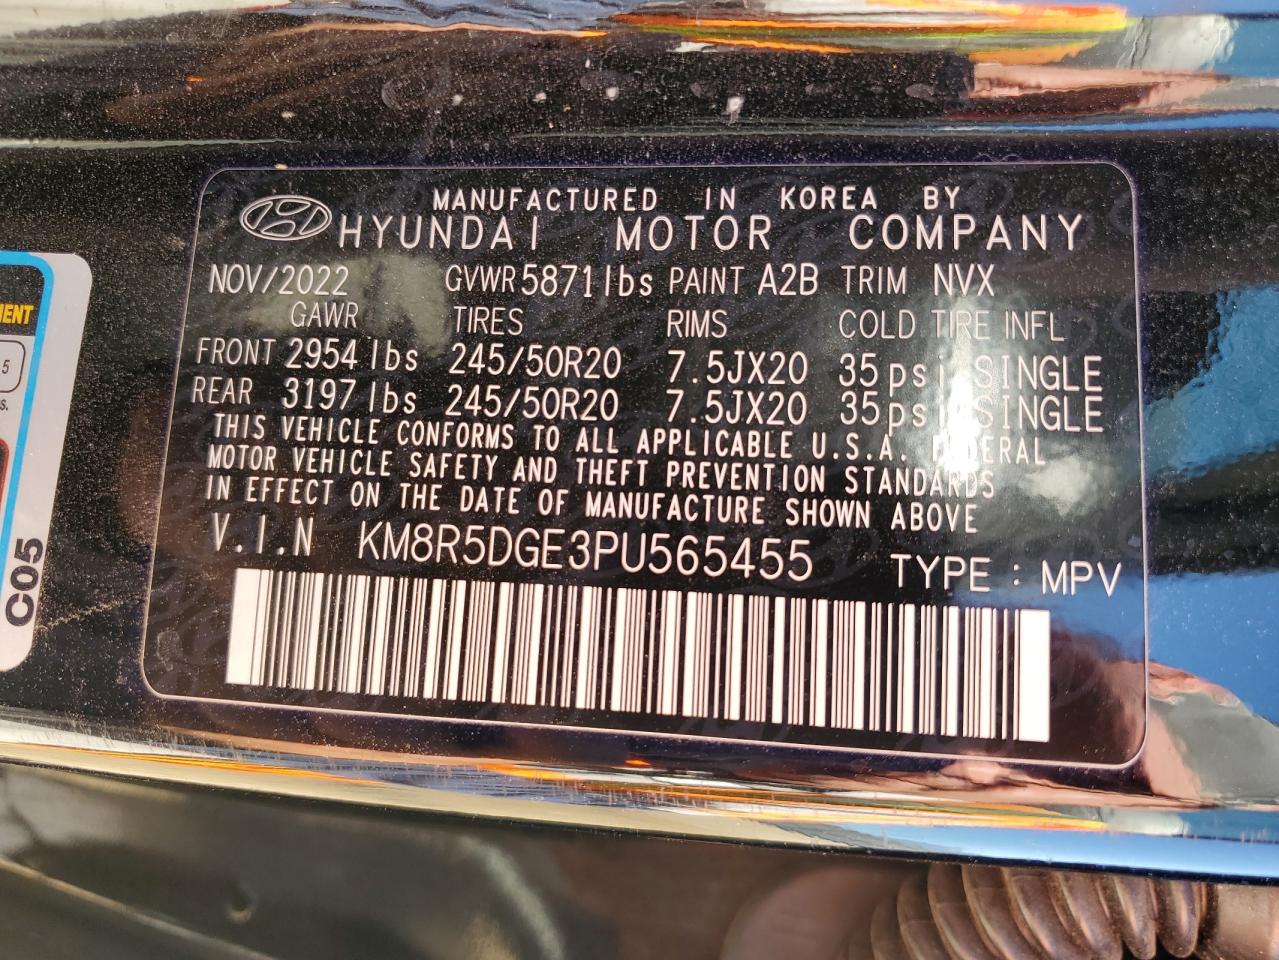 MANUFACTURED IN KOREA BY
HYUNDAI MOTOR COMPANY
NOV/2022 GVWR 5871 lbs PAINT A2B TRIM NVX
GAWR TIRES RIMS COLD TIRE INFL
FRONT 2954 lbs 245/50R20 7.5JX20 35 psi, SINGLE
REAR 3197 lbs 245/50R20 7.5JX20 35 psi, SINGLE
THIS VEHICLE CONFORMS TO ALL APPLICABLE U.S.A. FEDERAL
MOTOR VEHICLE SAFETY AND THEFT PREVENTION STANDARDS
IN EFFECT ON THE DATE OF MANUFACTURE SHOWN ABOVE
V.I.N KM8R5DGE3PU565455 TYPE : MPV
5
C05